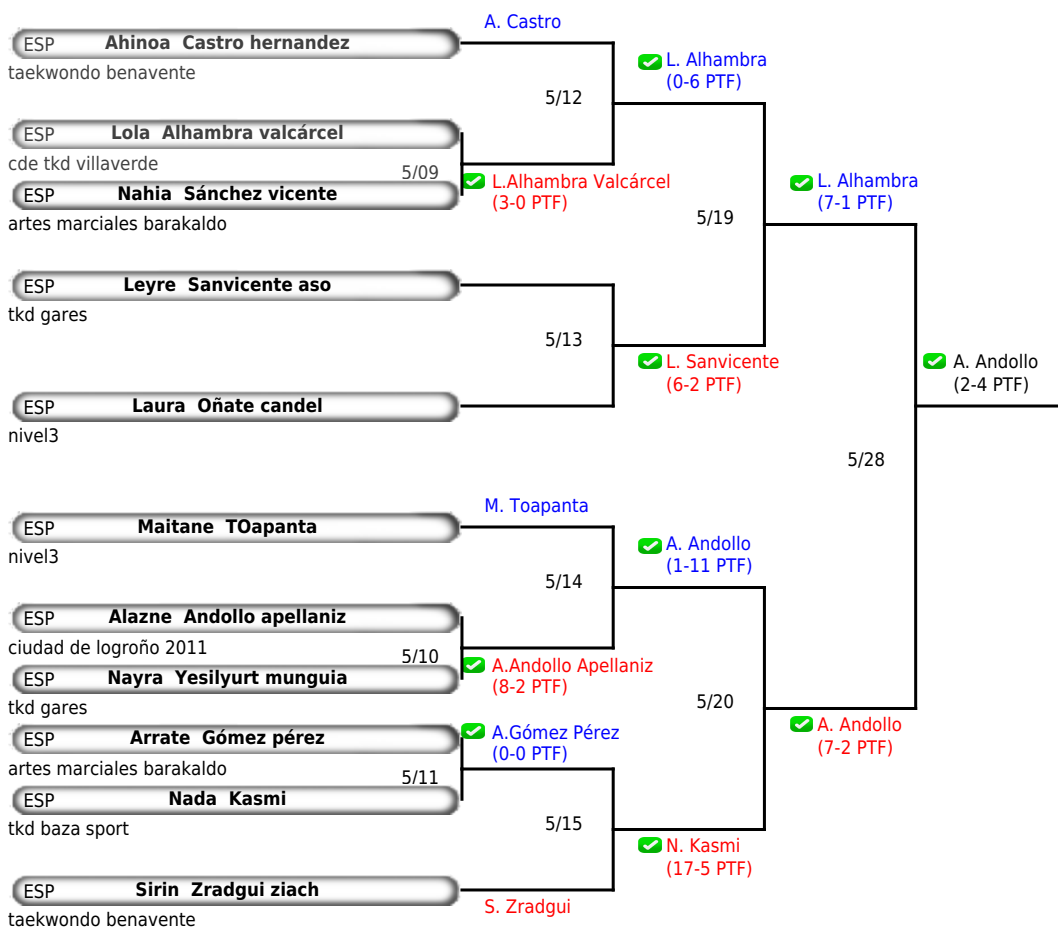 A. Castro
ESP Ahinoa Castro hernandez
taekwondo benavente
L. Alhambra
(0-6 PTF)
5/12
ESP Lola Alhambra valcárcel
cde tkd villaverde
5/09
L.Alhambra Valcárcel
(3-0 PTF)
ESP Nahia Sánchez vicente
artes marciales barakaldo
L. Alhambra
(7-1 PTF)
5/19
ESP Leyre Sanvicente aso
tkd gares
5/13
L. Sanvicente
(6-2 PTF)
A. Andollo
(2-4 PTF)
ESP Laura Oñate candel
nivel3
5/28
M. Toapanta
ESP Maitane TOapanta
nivel3
A. Andollo
(1-11 PTF)
5/14
ESP Alazne Andollo apellaniz
ciudad de logroño 2011
5/10
A.Andollo Apellaniz
(8-2 PTF)
ESP Nayra Yesilyurt munguia
tkd gares
5/20
A. Andollo
(7-2 PTF)
ESP Arrate Gómez pérez
artes marciales barakaldo
A.Gómez Pérez
(0-0 PTF)
5/11
ESP Nada Kasmi
tkd baza sport
5/15
N. Kasmi
(17-5 PTF)
ESP Sirin Zradgui ziach
taekwondo benavente
S. Zradgui